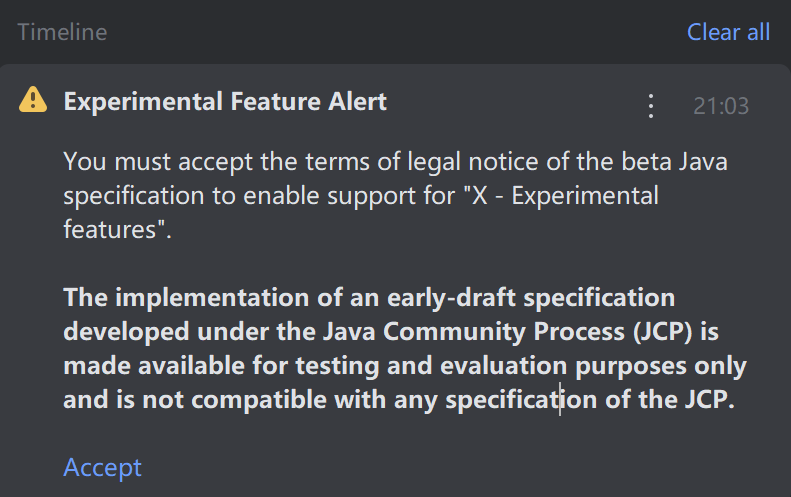 Timeline
Clear all
Experimental Feature Alert
21:03
You must accept the terms of legal notice of the beta Java
specification to enable support for "X - Experimental
features".
The implementation of an early-draft specification
developed under the Java Community Process (JCP) is
made available for testing and evaluation purposes only
and is not compatible with any specification of the JCP.
Accept